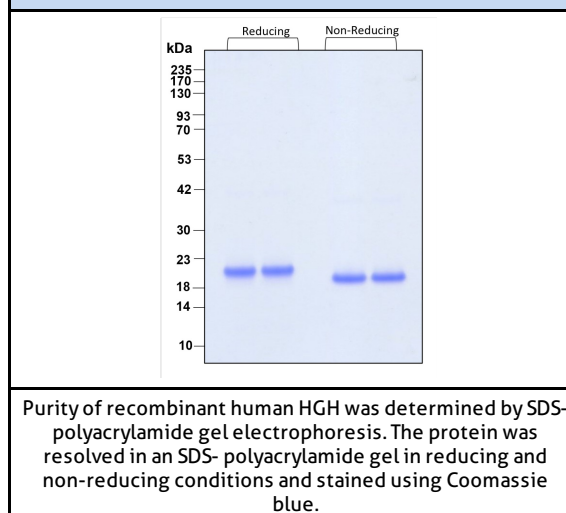 Reducing Non-Reducing
kDa
235
170
130
93
70
53
42
30
23
18
14
10
Purity of recombinant human HGH was determined by SDS-
polyacrylamide gel electrophoresis. The protein was
resolved in an SDS- polyacrylamide gel in reducing and
non-reducing conditions and stained using Coomassie
blue.